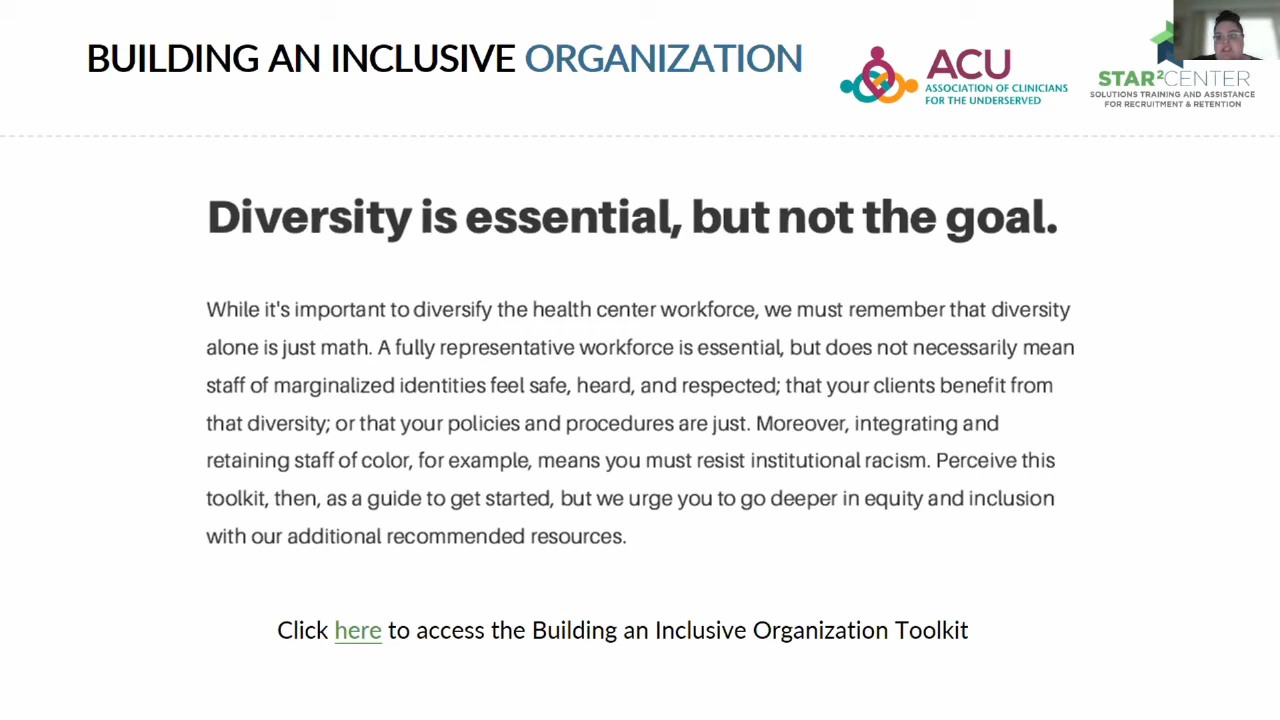 BUILDING AN INCLUSIVE ORGANIZATION
ACU
ASSOCIATION OF CLINICIANS
FOR THE UNDERSERVED
STAR²CENTER
SOLUTIONS TRAINING AND ASSISTANCE
FOR RECRUITMENT & RETENTION
Diversity is essential, but not the goal.
While it's important to diversify the health center workforce, we must remember that diversity
alone is just math. A fully representative workforce is essential, but does not necessarily mean
staff of marginalized identities feel safe, heard, and respected; that your clients benefit from
that diversity; or that your policies and procedures are just. Moreover, integrating and
retaining staff of color, for example, means you must resist institutional racism. Perceive this
toolkit, then, as a guide to get started, but we urge you to go deeper in equity and inclusion
with our additional recommended resources.
Click here to access the Building an Inclusive Organization Toolkit